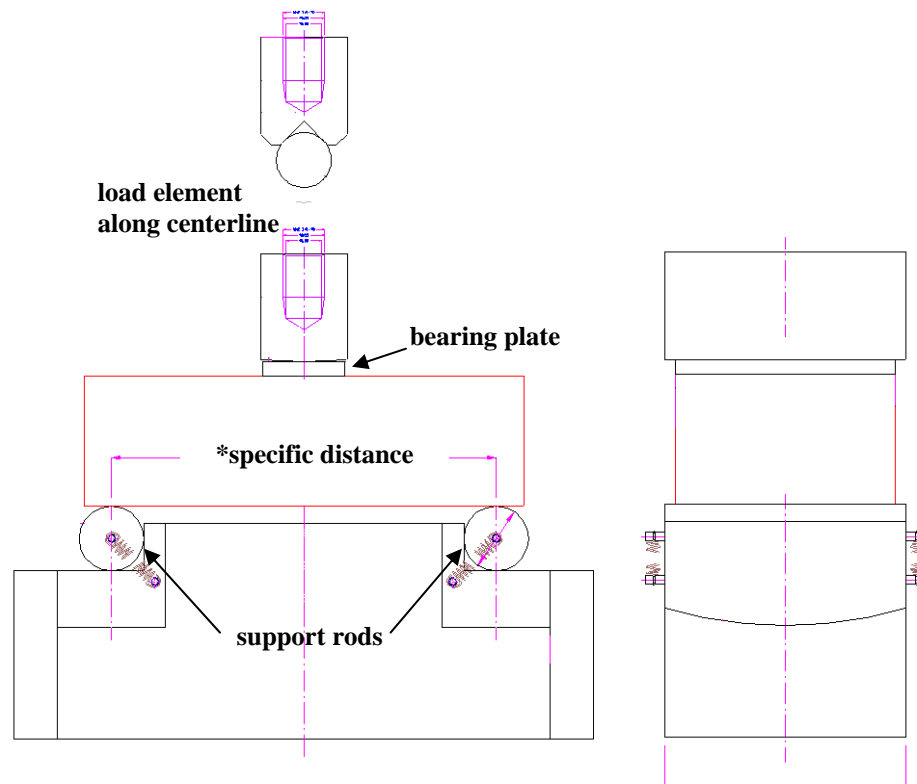 load element
along centerline
bearing plate
*specific distance
support rods